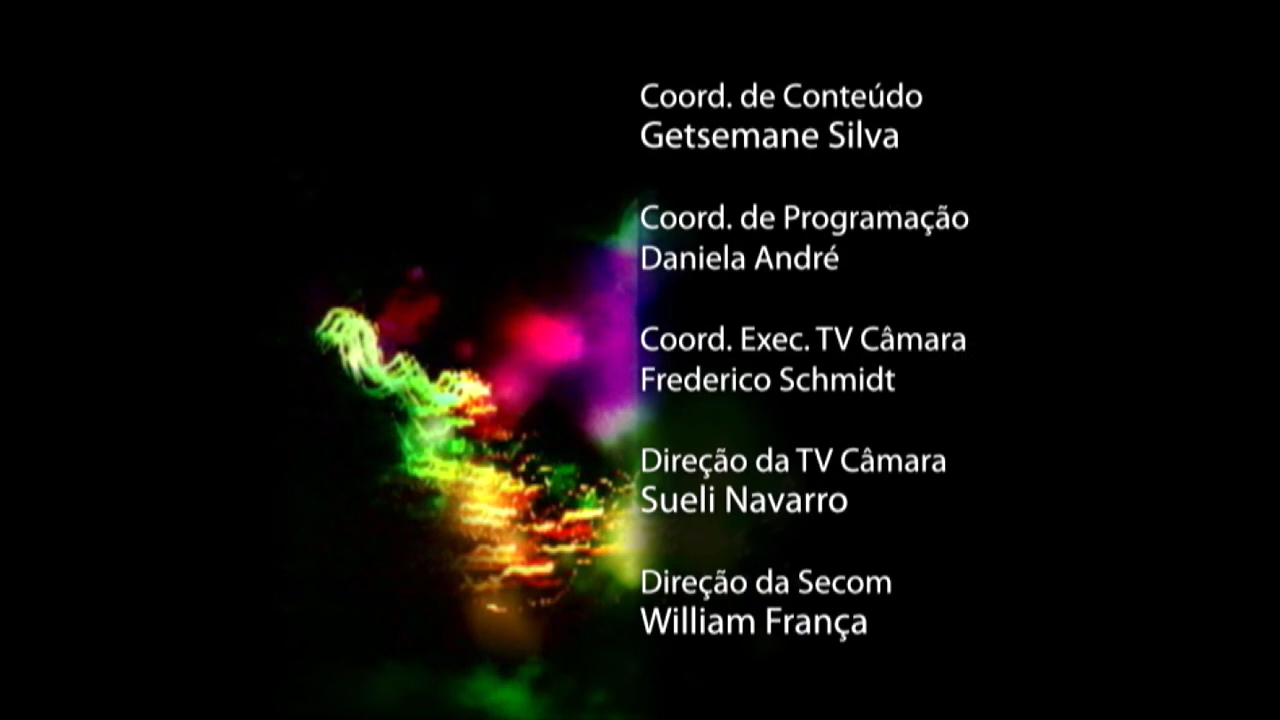 Coord. de Conteúdo
Getsemane Silva
Coord. de Programação
Daniela André
Coord. Exec. TV Câmara
Frederico Schmidt
Direção da TV Câmara
Sueli Navarro
Direção da Secom
William França